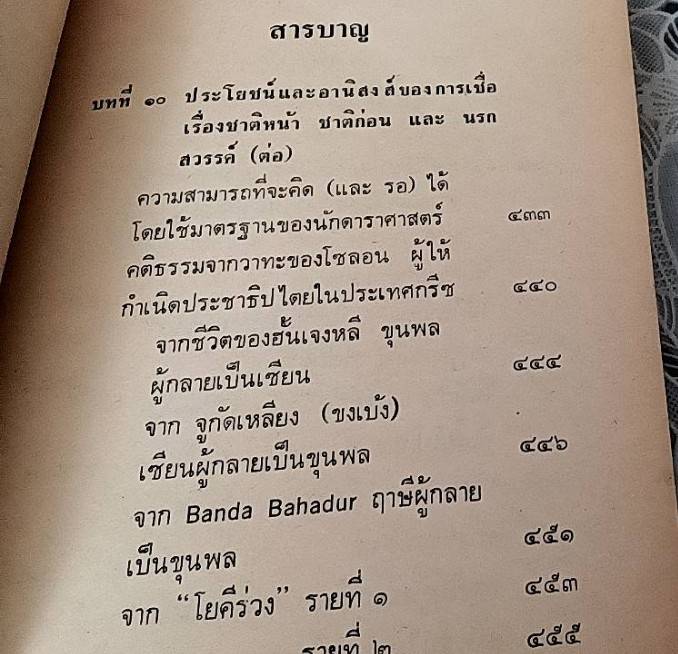 สารบาญ
บทที่ ๑๐ ประโยชน์และอานิสงส์ของการเชื่อ
เรื่องชาติหน้า ชาติก่อน และ นรก
สวรรค์ (ต่อ)
ความสามารถที่จะคิด (และ รอ) ได้
โดยใช้มาตรฐานของนักดาราศาสตร์ ๔๓๓
คติธรรมจากวาทะของโซลอน ผู้ให้
กำเนิดประชาธิปไตยในประเทศกรีซ ๔๔๐
จากชีวิตของฮั้นเจงหลี ขุนพล
ผู้กลายเป็นเซียน ๔๔๔
จาก จูกัดเหลียง (ขงเบ้ง)
เซียนผู้กลายเป็นขุนพล ๔๔๖
จาก Banda Bahadur ฤาษีผู้กลาย
เป็นขุนพล ๔๕๑
จาก “โยคีร่วง” รายที่ ๑ ๔๕๓
รายที่ ๒ ๔๕๕